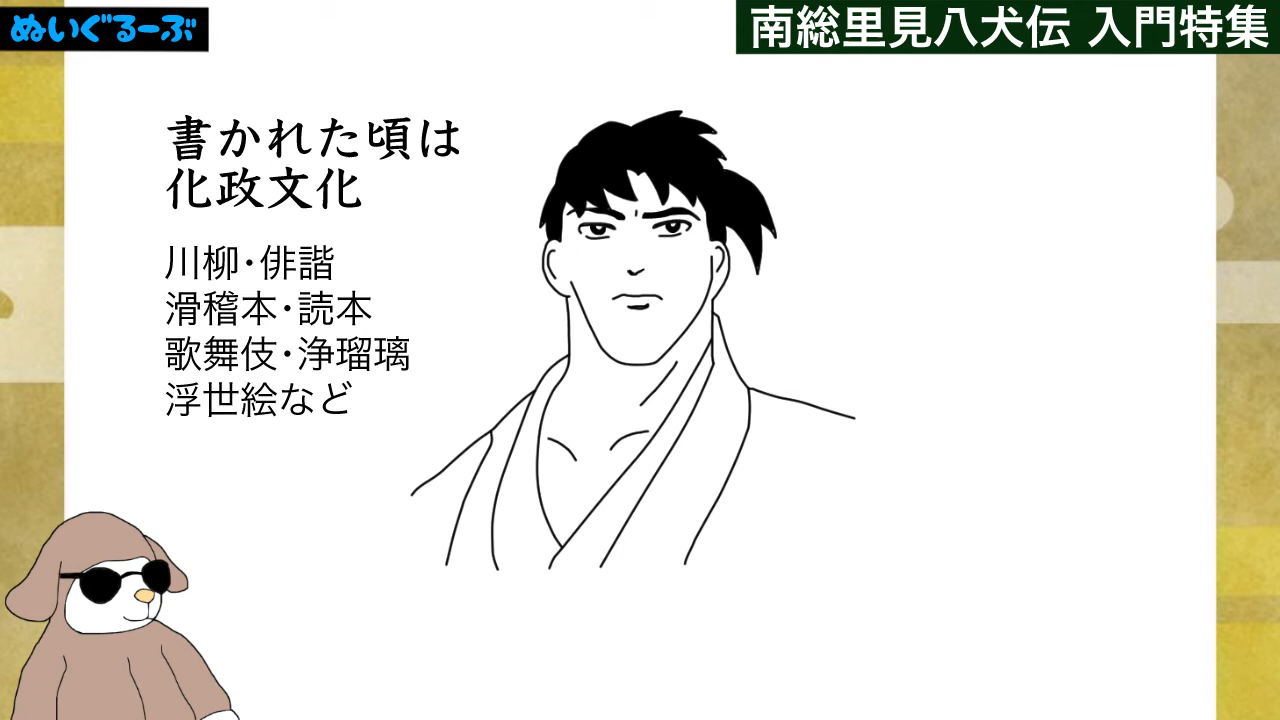 ぬいぐるーぶ
南総里見八犬伝 入門特集
書かれた頃は
化政文化
川柳・俳諧
滑稽本・読本
歌舞伎・浄瑠璃
浮世絵など